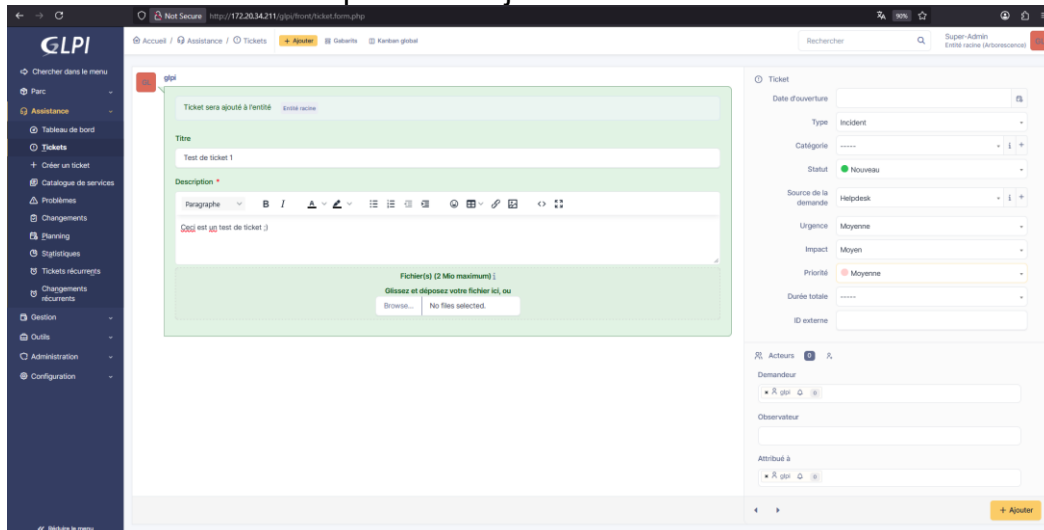 Not Secure http://172.20.34.211/glpi/front/ticket.form.php
90%
GLPI
Accueil / Assistance / Tickets + Ajouter Gabarits Kanban global
Rechercher
Super-Admin
Entité racine (Arborescence)
Chercher dans le menu
Parc
Assistance
Tableau de bord
Tickets
+ Créer un ticket
Catalogue de services
Problèmes
Changements
Planning
Statistiques
Tickets récurrents
Changements récurrents
Gestion
Outils
Administration
Configuration
Réduire le menu
glpi
Ticket sera ajouté à l'entité Entité racine
Titre
Test de ticket 1
Description *
Paragraphe B I A
Ceci est un test de ticket ;)
Fichier(s) (2 Mio maximum) i
Glissez et déposez votre fichier ici, ou
Browse... No files selected.
Ticket
Date d'ouverture
Type Incident
Catégorie ----- i +
Statut Nouveau
Source de la demande Helpdesk i +
Urgence Moyenne
Impact Moyen
Priorité Moyenne
Durée totale -----
ID externe
Acteurs 0
Demandeur
glpi 0
Observateur
Attribué à
glpi 0
+ Ajouter